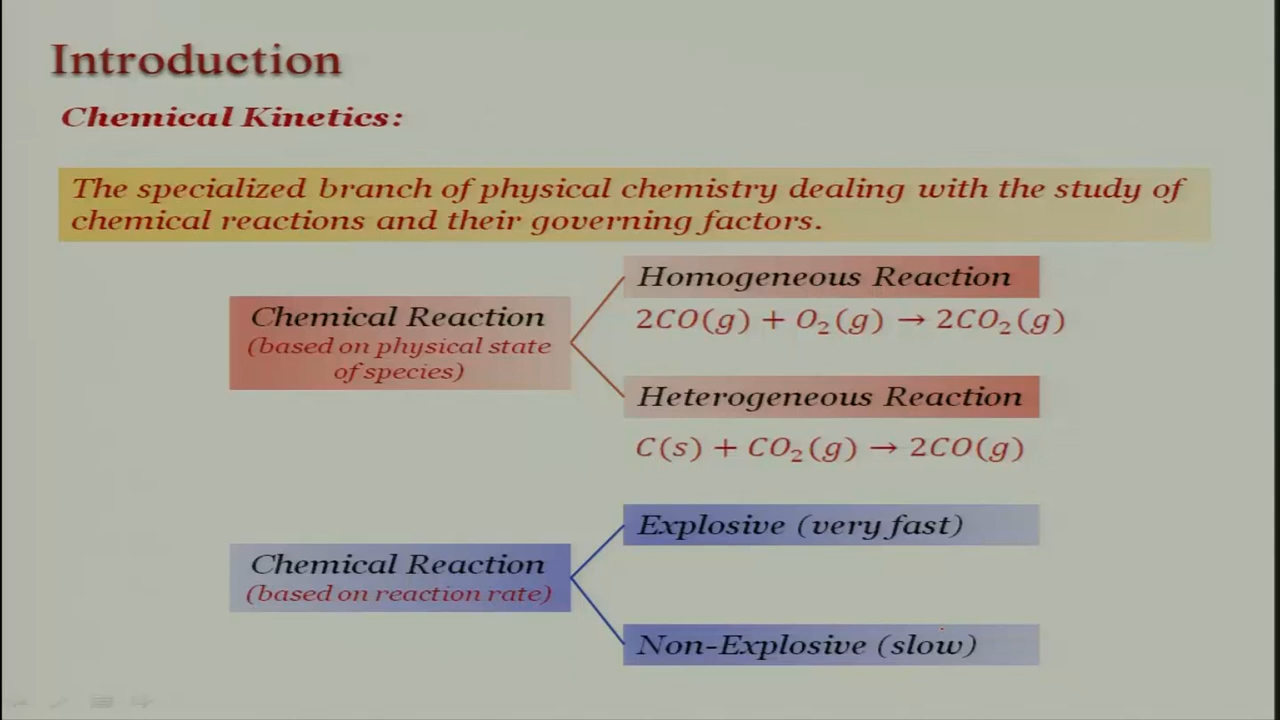 Introduction
Chemical Kinetics:
The specialized branch of physical chemistry dealing with the study of
chemical reactions and their governing factors.
Chemical Reaction
(based on physical state
of species)
Homogeneous Reaction
2CO(g) + O₂(g) → 2CO₂(g)
Heterogeneous Reaction
C(s) + CO₂(g) → 2CO(g)
Chemical Reaction
(based on reaction rate)
Explosive (very fast)
Non-Explosive (slow)